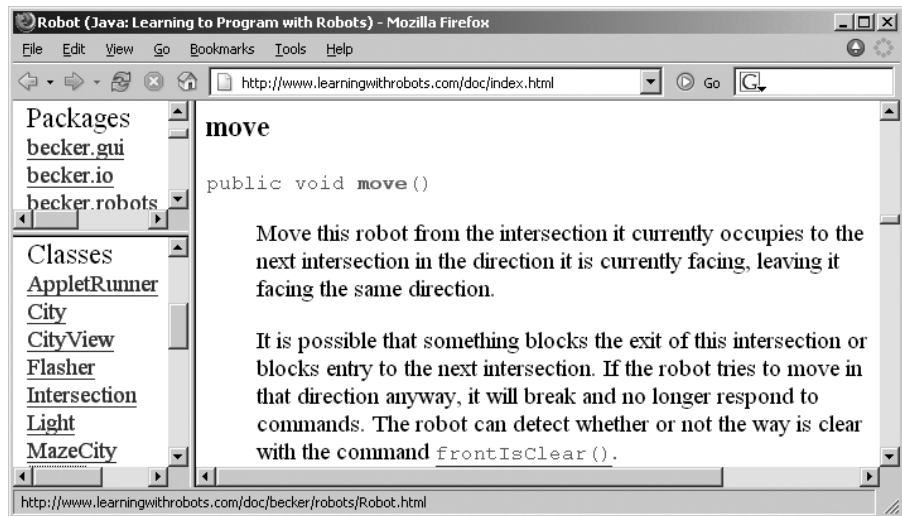 Robot (Java: Learning to Program with Robots) - Mozilla Firefox
File Edit View Go Bookmarks Tools Help
http://www.learningwithrobots.com/doc/index.html Go G
Packages
becker.gui
becker.io
becker.robots
Classes
AppletRunner
City
CityView
Flasher
Intersection
Light
MazeCity
move
public void move()
Move this robot from the intersection it currently occupies to the
next intersection in the direction it is currently facing, leaving it
facing the same direction.
It is possible that something blocks the exit of this intersection or
blocks entry to the next intersection. If the robot tries to move in
that direction anyway, it will break and no longer respond to
commands. The robot can detect whether or not the way is clear
with the command frontIsClear().
http://www.learningwithrobots.com/doc/becker/robots/Robot.html